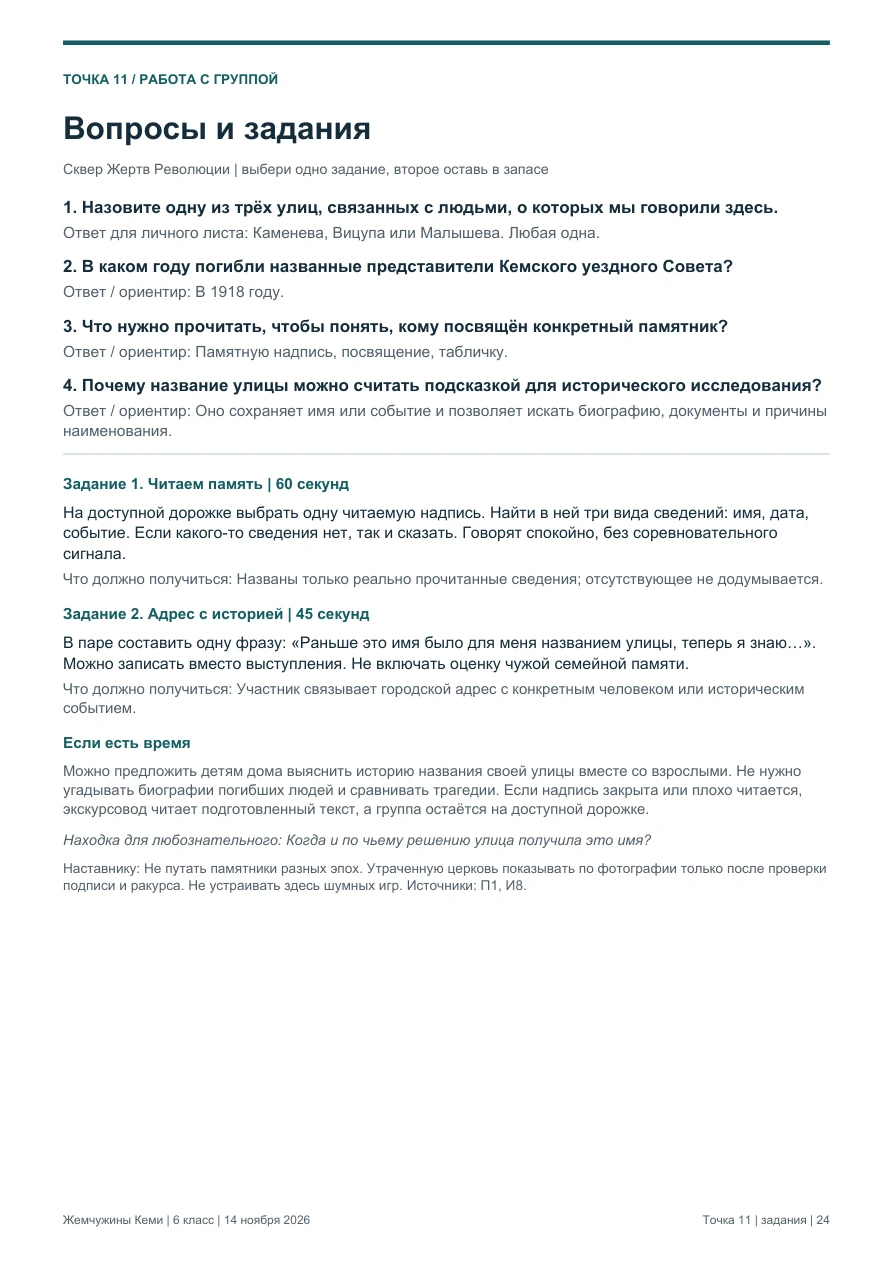 ТОЧКА 11 / РАБОТА С ГРУППОЙ
Вопросы и задания
Сквер Жертв Революции | выбери одно задание, второе оставь в запасе
1. Назовите одну из трёх улиц, связанных с людьми, о которых мы говорили здесь.
Ответ для личного листа: Каменева, Вицупа или Малышева. Любая одна.
2. В каком году погибли названные представители Кемского уездного Совета?
Ответ / ориентир: В 1918 году.
3. Что нужно прочитать, чтобы понять, кому посвящён конкретный памятник?
Ответ / ориентир: Памятную надпись, посвящение, табличку.
4. Почему название улицы можно считать подсказкой для исторического исследования?
Ответ / ориентир: Оно сохраняет имя или событие и позволяет искать биографию, документы и причины
наименования.
Задание 1. Читаем память | 60 секунд
На доступной дорожке выбрать одну читаемую надпись. Найти в ней три вида сведений: имя, дата,
событие. Если какого-то сведения нет, так и сказать. Говорят спокойно, без соревновательного
сигнала.
Что должно получиться: Названы только реально прочитанные сведения; отсутствующее не додумывается.
Задание 2. Адрес с историей | 45 секунд
В паре составить одну фразу: «Раньше это имя было для меня названием улицы, теперь я знаю…».
Можно записать вместо выступления. Не включать оценку чужой семейной памяти.
Что должно получиться: Участник связывает городской адрес с конкретным человеком или историческим
событием.
Если есть время
Можно предложить детям дома выяснить историю названия своей улицы вместе со взрослыми. Не нужно
угадывать биографии погибших людей и сравнивать трагедии. Если надпись закрыта или плохо читается,
экскурсовод читает подготовленный текст, а группа остаётся на доступной дорожке.
Находка для любознательного: Когда и по чьему решению улица получила это имя?
Наставнику: Не путать памятники разных эпох. Утраченную церковь показывать по фотографии только после проверки
подписи и ракурса. Не устраивать здесь шумных игр. Источники: П1, И8.
Жемчужины Кеми | 6 класс | 14 ноября 2026
Точка 11 | задания | 24